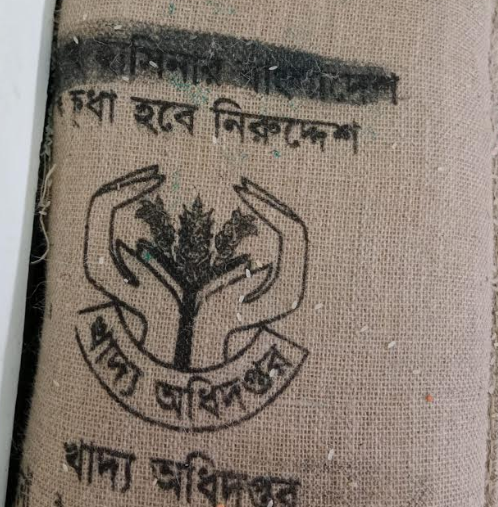 হাসিনার বাংলাদেশ
ক্ষুধা হবে নিরুদ্দেশ
খাদ্য অধিদপ্তর
খাদ্য অধিদপ্তর